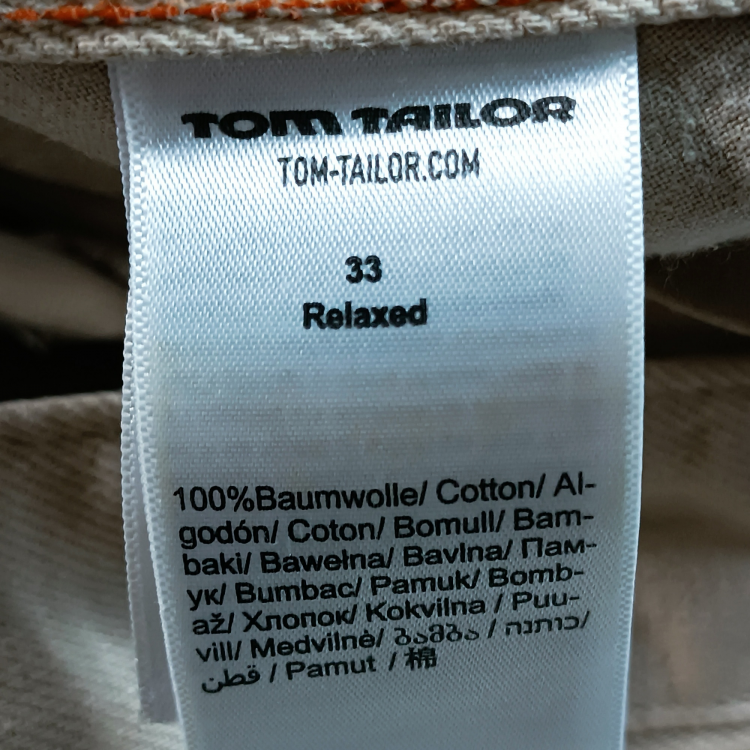 TOM TAILOR
TOM-TAILOR.COM
33
Relaxed
100%Baumwolle/ Cotton/ Al-
godón/ Coton/ Bomull/ Bam-
baki/ Bawełna/ Bavlna/ Пам-
ук/ Bumbac/ Pamuk/ Bomb-
až/ Хлопок/ Kokvilna / Puu-
vill/ Medvilnė/ ბამბა / כותנה/
قطن / Pamut / 棉